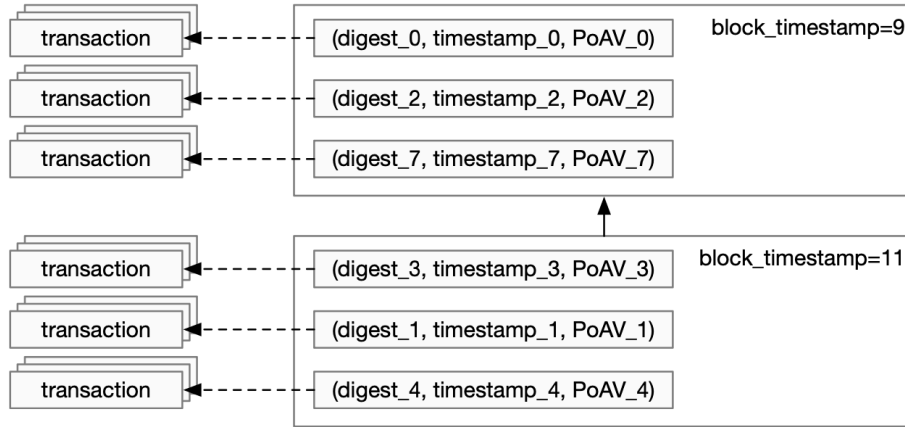 transaction (digest_0, timestamp_0, PoAV_0) block_timestamp=9
transaction (digest_2, timestamp_2, PoAV_2)
transaction (digest_7, timestamp_7, PoAV_7)
transaction (digest_3, timestamp_3, PoAV_3) block_timestamp=11
transaction (digest_1, timestamp_1, PoAV_1)
transaction (digest_4, timestamp_4, PoAV_4)